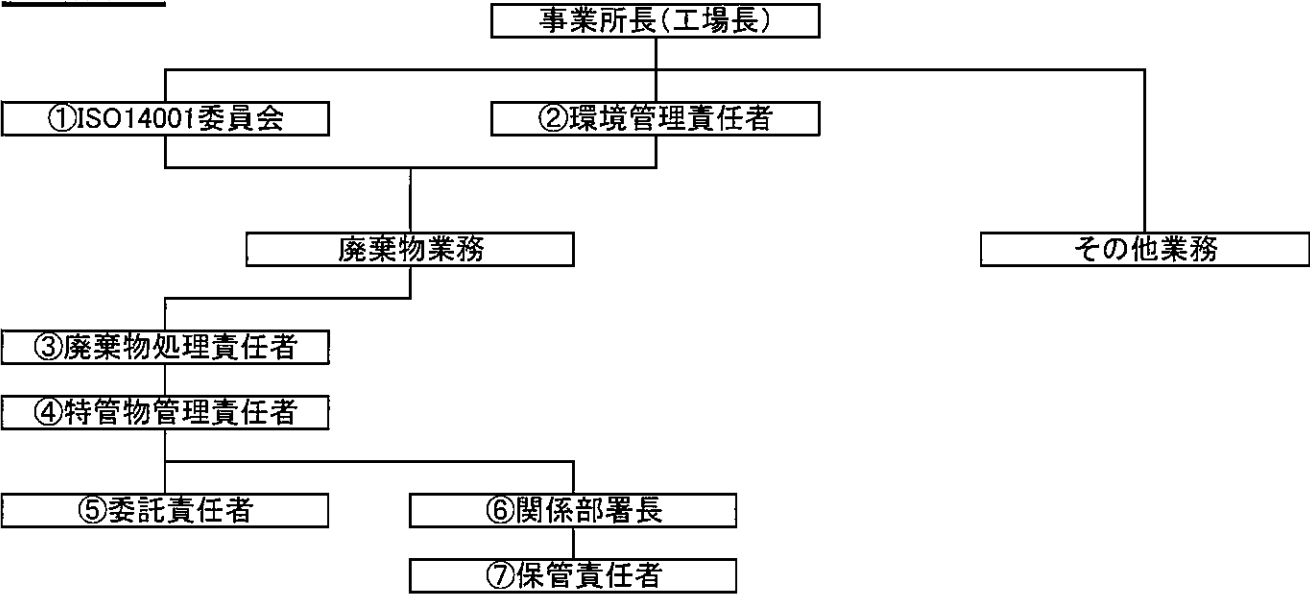 事業所長(工場長)
①ISO14001委員会
②環境管理責任者
廃棄物業務
その他業務
③廃棄物処理責任者
④特管物管理責任者
⑤委託責任者
⑥関係部署長
⑦保管責任者